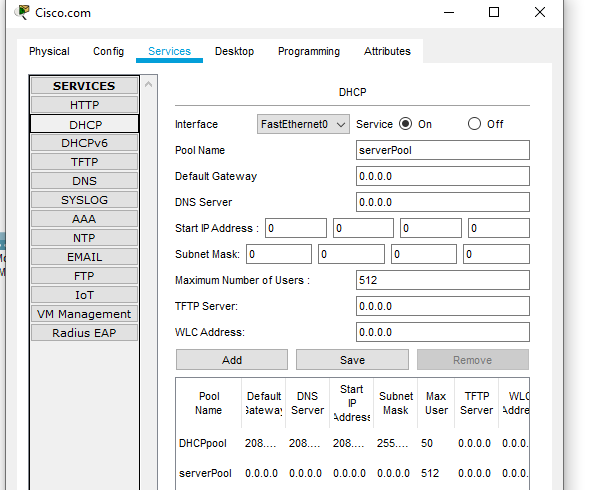 Cisco.com
Physical Config Services Desktop Programming Attributes
SERVICES
HTTP
DHCP
DHCPv6
TFTP
DNS
SYSLOG
AAA
NTP
EMAIL
FTP
IoT
VM Management
Radius EAP
DHCP
Interface FastEthernet0 Service On Off
Pool Name serverPool
Default Gateway 0.0.0.0
DNS Server 0.0.0.0
Start IP Address : 0 0 0 0
Subnet Mask: 0 0 0 0
Maximum Number of Users : 512
TFTP Server: 0.0.0.0
WLC Address: 0.0.0.0
Add Save Remove
Pool Name Default Gateway DNS Server Start IP Address Subnet Mask Max User TFTP Server WLC Addre
DHCPpool 208.... 208.... 208.... 255.... 50 0.0.0.0 0.0.0.
serverPool 0.0.0.0 0.0.0.0 0.0.0.0 0.0.0.0 512 0.0.0.0 0.0.0.